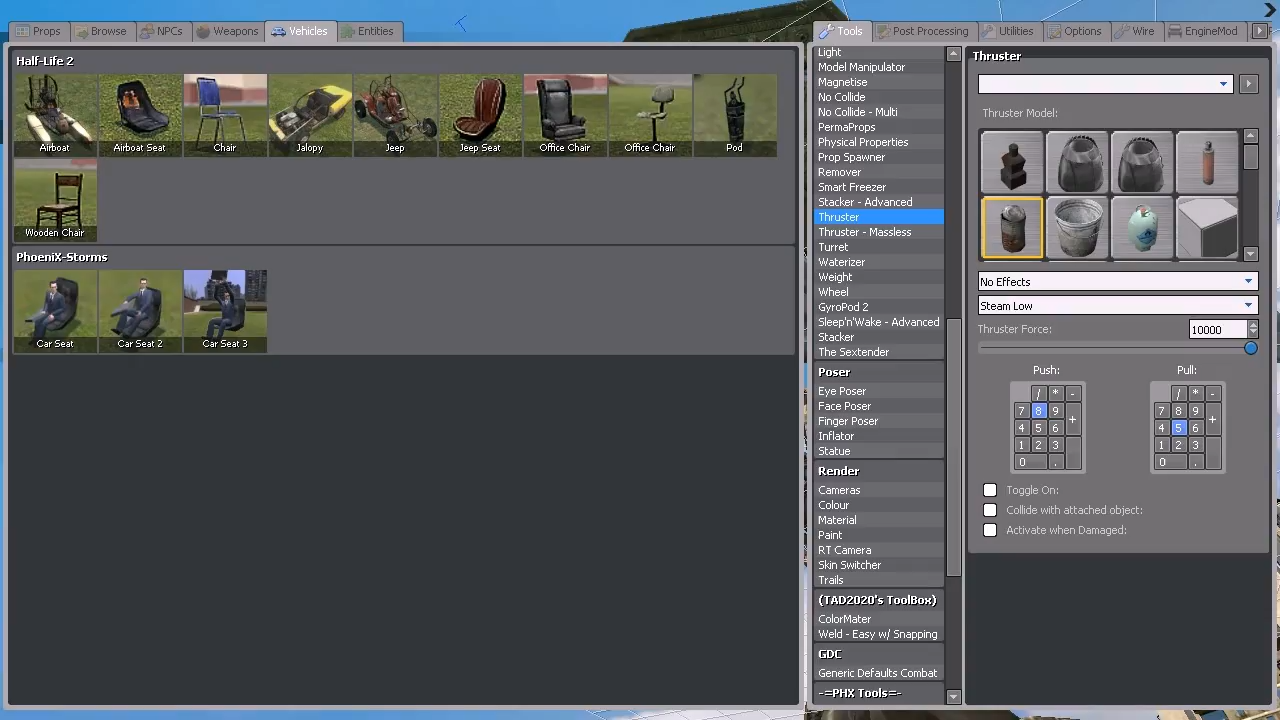 Props Browse NPCs Weapons Vehicles Entities
Half-Life 2
Airboat Airboat Seat Chair Jalopy Jeep Jeep Seat Office Chair Office Chair Pod
Wooden Chair
PhoeniX-Storms
Car Seat Car Seat 2 Car Seat 3
Tools Post Processing Utilities Options Wire EngineMod
Light
Model Manipulator
Magnetise
No Collide
No Collide - Multi
PermaProps
Physical Properties
Prop Spawner
Remover
Smart Freezer
Stacker - Advanced
Thruster
Thruster - Massless
Turret
Waterizer
Weight
Wheel
GyroPod 2
Sleep'n'Wake - Advanced
Stacker
The Sextender
Poser
Eye Poser
Face Poser
Finger Poser
Inflator
Statue
Render
Cameras
Colour
Material
Paint
RT Camera
Skin Switcher
Trails
(TAD2020's ToolBox)
ColorMater
Weld - Easy w/ Snapping
GDC
Generic Defaults Combat
-=PHX Tools=-
Thruster
Thruster Model:
No Effects
Steam Low
Thruster Force: 10000
Push: Pull:
/ * - / * -
7 8 9 + 7 8 9 +
4 5 6 4 5 6
1 2 3 1 2 3
0 . 0 .
Toggle On:
Collide with attached object:
Activate when Damaged: